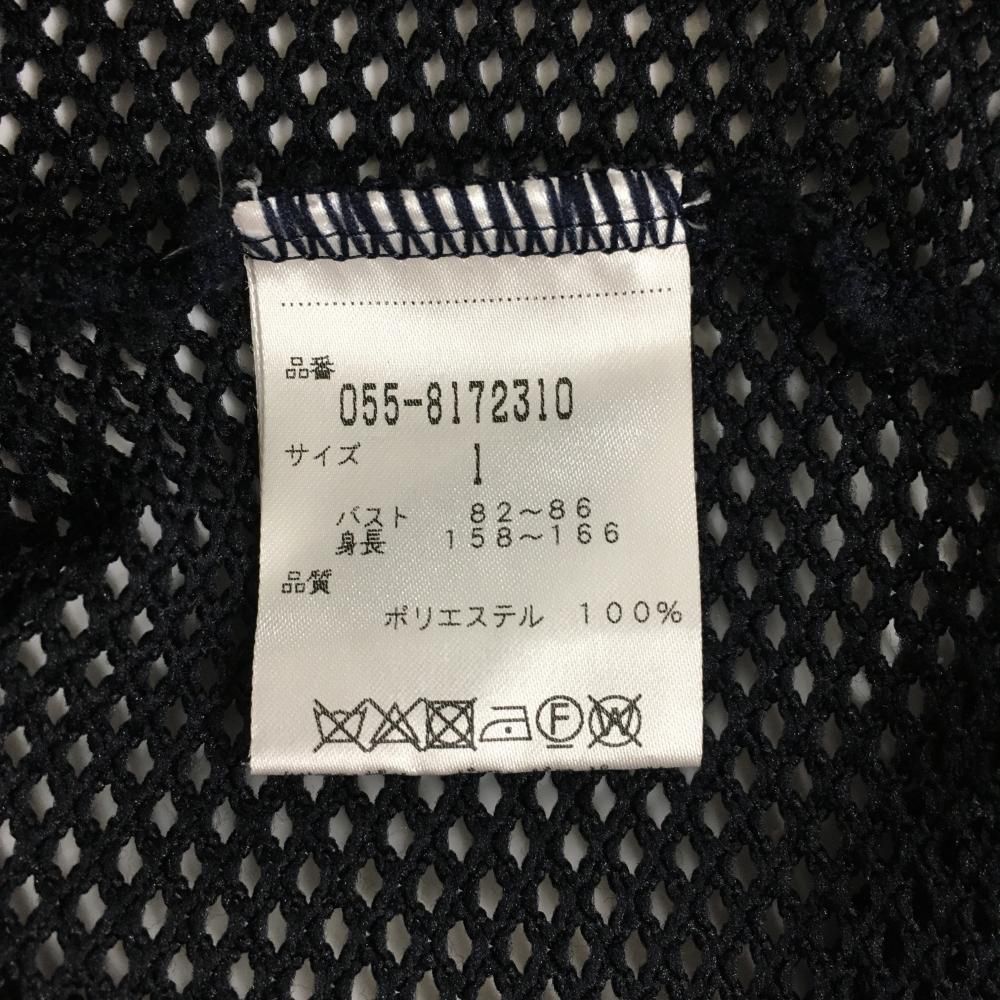 品番
055-8172310
サイズ 1
バスト 82～86
身長 158～166
品質
ポリエステル 100%
F W